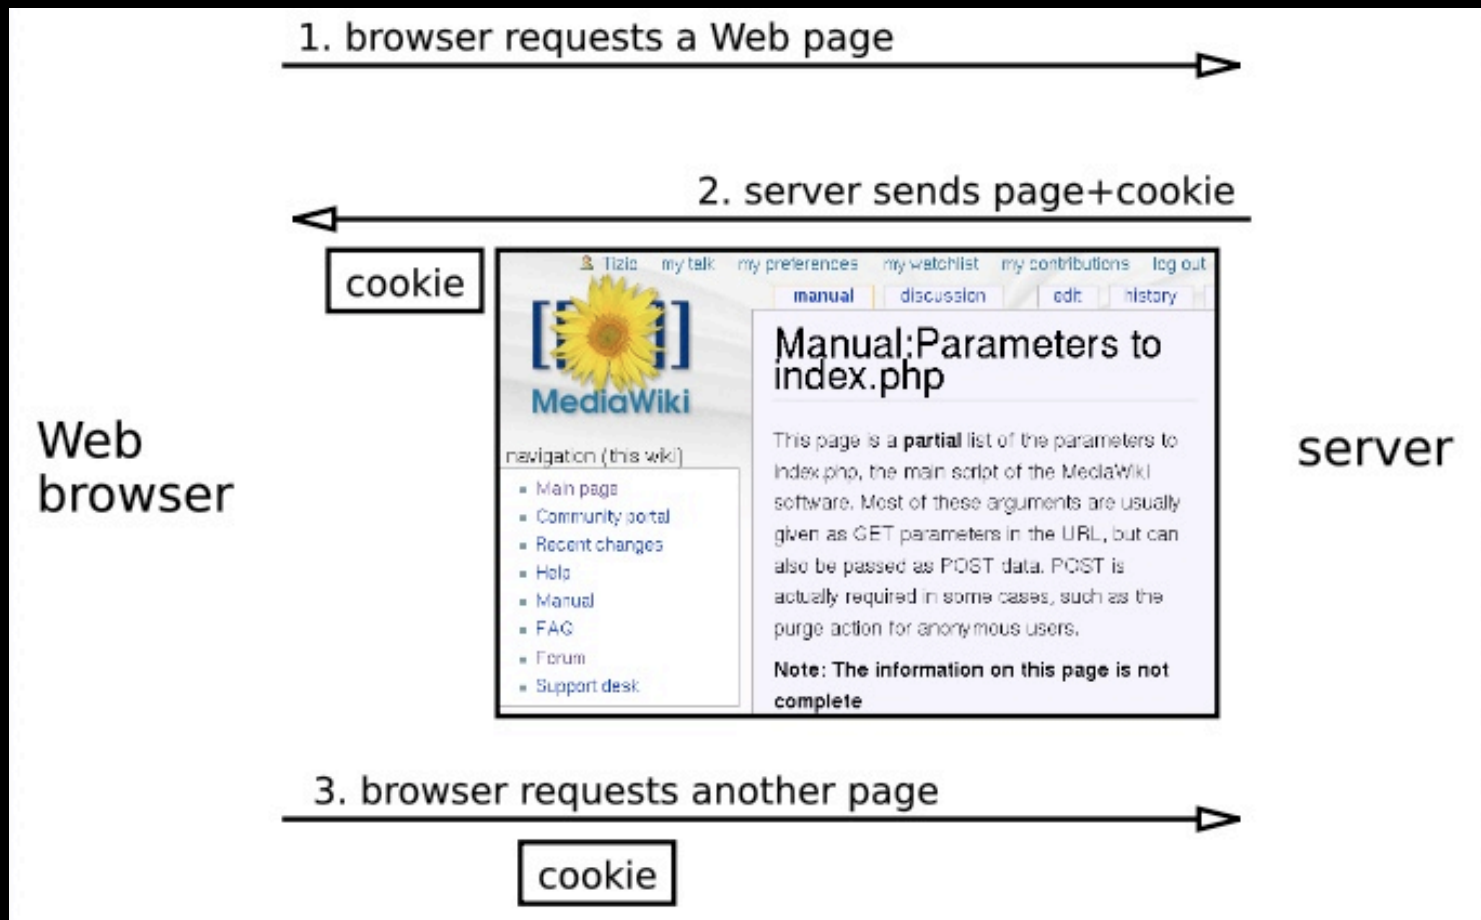 1. browser requests a Web page
2. server sends page+cookie
cookie
Tizio my talk my preferences my watchlist my contributions log out
manual discussion edit history
[[ ]]
MediaWiki
Manual:Parameters to
index.php
Web
browser
server
navigation (this wiki)
Main page
Community portal
Recent changes
Help
Manual
FAQ
Forum
Support desk
This page is a partial list of the parameters to
index.php, the main script of the MediaWiki
software. Most of these arguments are usually
given as GET parameters in the URL, but can
also be passed as POST data. POST is
actually required in some cases, such as the
purge action for anonymous users.
Note: The information on this page is not
complete
3. browser requests another page
cookie